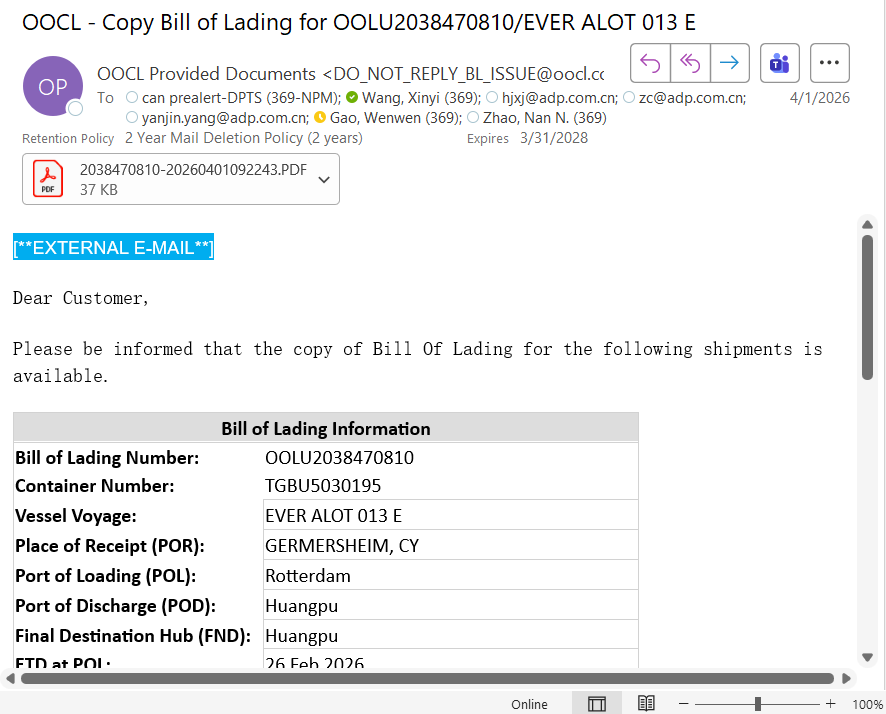 OOCL - Copy Bill of Lading for OOLU2038470810/EVER ALOT 013 E
OP
OOCL Provided Documents <DO_NOT_REPLY_BL_ISSUE@oocl.cc
To can prealert-DPTS (369-NPM); Wang, Xinyi (369); hjxj@adp.com.cn; zc@adp.com.cn;
4/1/2026
yanjin.yang@adp.com.cn; Gao, Wenwen (369); Zhao, Nan N. (369)
Retention Policy 2 Year Mail Deletion Policy (2 years) Expires 3/31/2028
PDF
2038470810-20260401092243.PDF
37 KB
[**EXTERNAL E-MAIL**]
Dear Customer,
Please be informed that the copy of Bill Of Lading for the following shipments is
available.
Bill of Lading Information
Bill of Lading Number: OOLU2038470810
Container Number: TGBU5030195
Vessel Voyage: EVER ALOT 013 E
Place of Receipt (POR): GERMERSHEIM, CY
Port of Loading (POL): Rotterdam
Port of Discharge (POD): Huangpu
Final Destination Hub (FND): Huangpu
ETD at POL: 26 Feb 2026
Online 100%